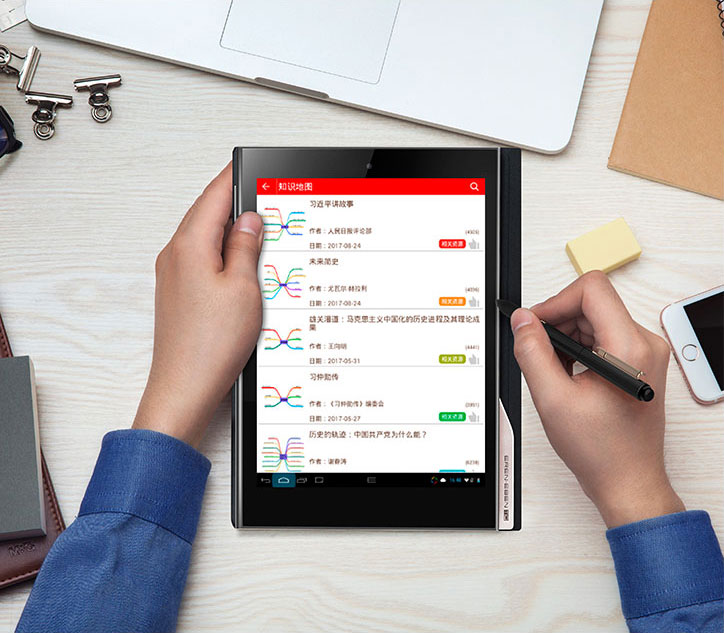 知识地图
习近平讲故事
作者：人民日报评论部
(4503)
日期：2017-08-24
相关资源
未来简史
作者：尤瓦尔·赫拉利
日期：2017-08-24
相关资源
雄关漫道：马克思主义中国化的历史进程及其理论成果
作者：王向明
(4441)
日期：2017-05-31
相关资源
习仲勋传
作者：《习仲勋传》编委会
日期：2017-05-27
相关资源
历史的轨迹：中国共产党为什么能？
作者：谢春涛
(6238)